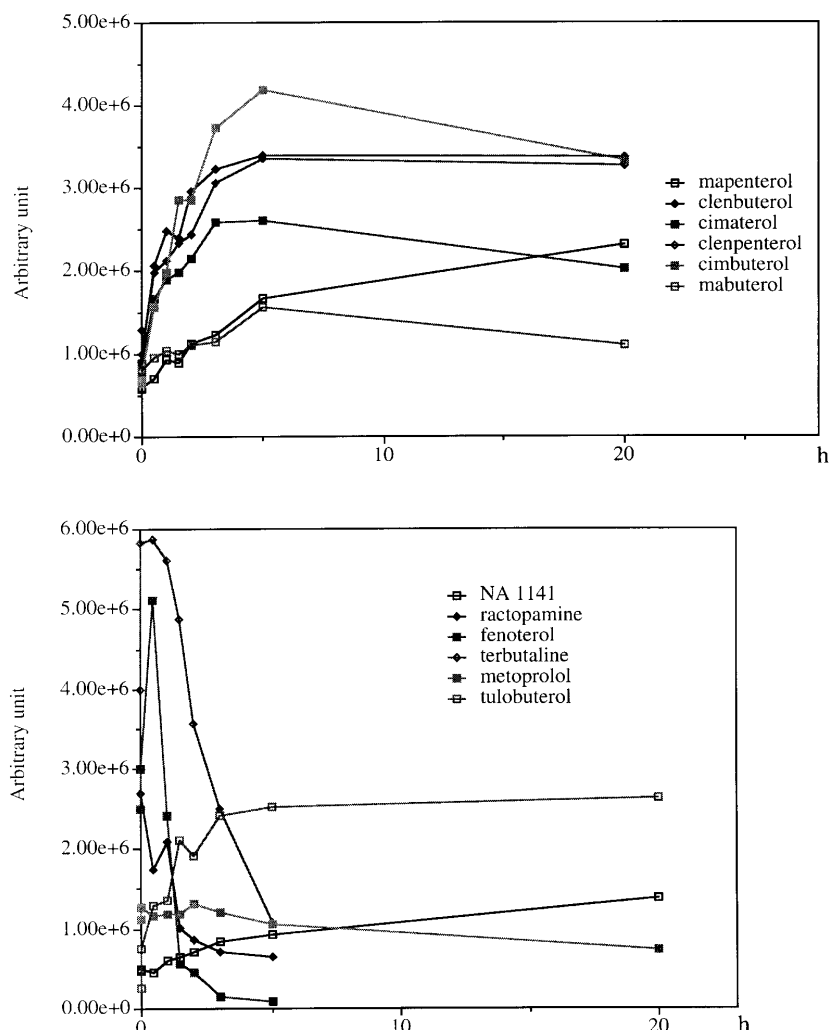 5.00e+6
4.00e+6
3.00e+6
2.00e+6
1.00e+6
0.00e+0
Arbitrary unit
0 10 20 h
mapenterol
clenbuterol
cimaterol
clenpenterol
cimbuterol
mabuterol
6.00e+6
5.00e+6
4.00e+6
3.00e+6
2.00e+6
1.00e+6
0.00e+0
Arbitrary unit
0 10 20 h
NA 1141
ractopamine
fenoterol
terbutaline
metoprolol
tulobuterol